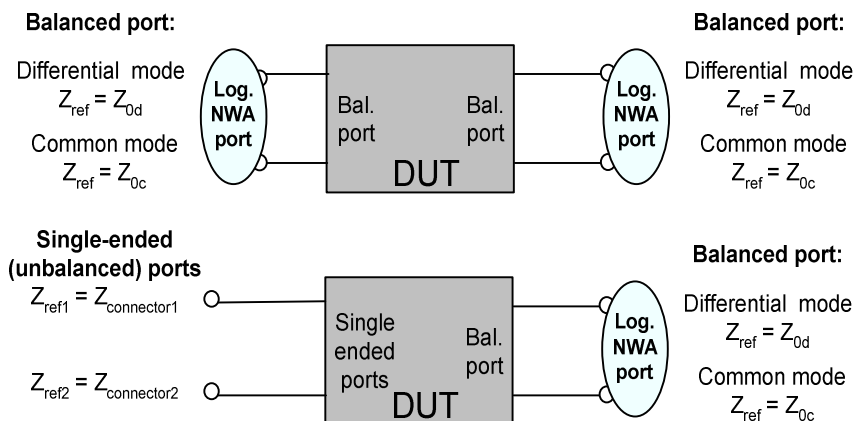 Balanced port:
Differential mode
Zref = Z0d
Common mode
Zref = Z0c
Log.
NWA
port
Bal.
port
Bal.
port
DUT
Log.
NWA
port
Balanced port:
Differential mode
Zref = Z0d
Common mode
Zref = Z0c
Single-ended
(unbalanced) ports
Zref1 = Zconnector1
Zref2 = Zconnector2
Single
ended
ports
Bal.
port
DUT
Log.
NWA
port
Balanced port:
Differential mode
Zref = Z0d
Common mode
Zref = Z0c